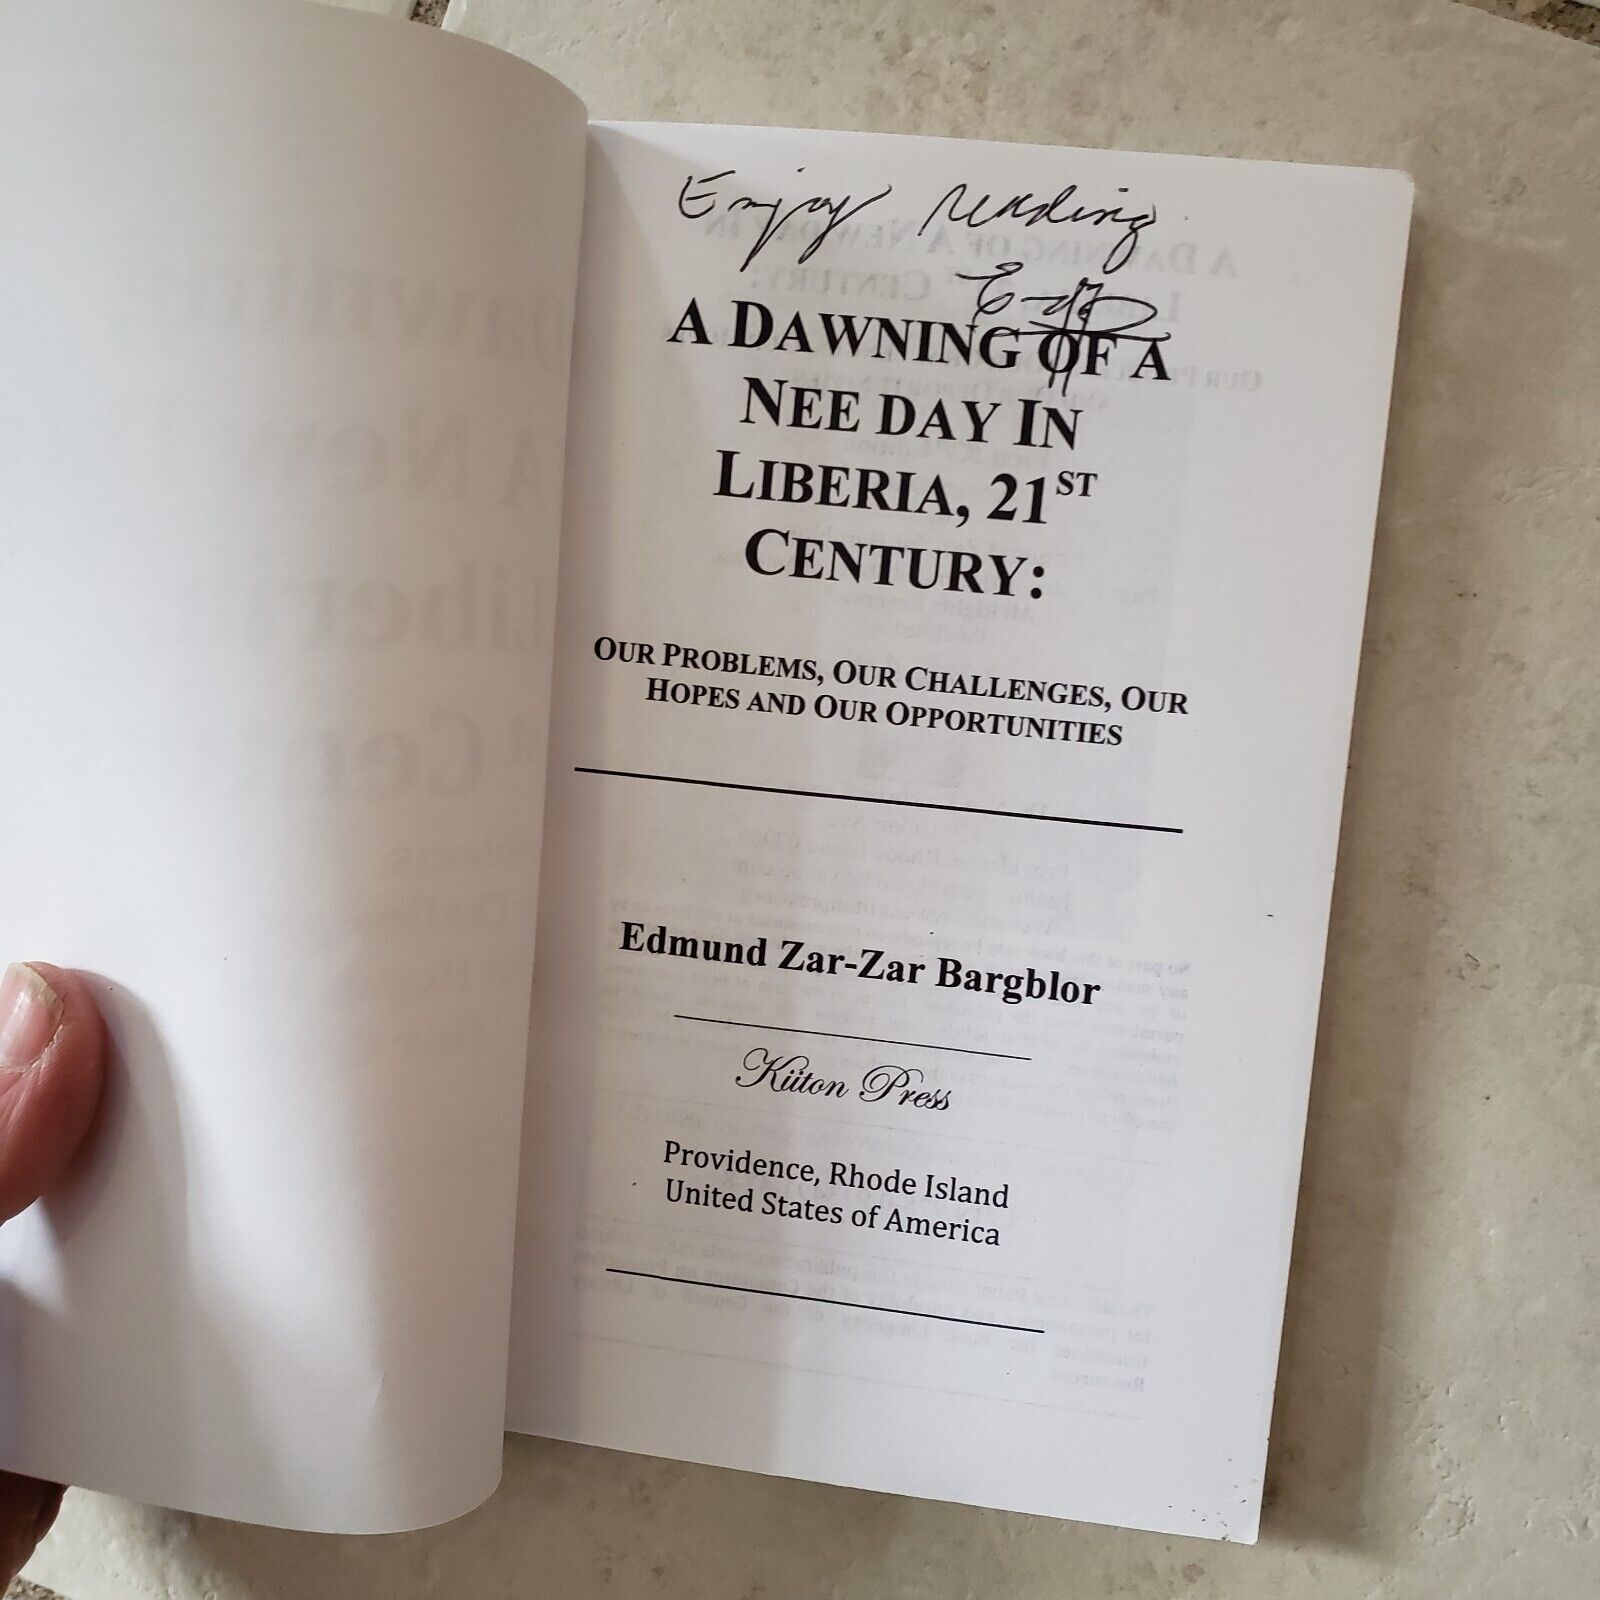 Enjoy reading
A DAWNING OF A
NEE DAY IN
LIBERIA, 21ST
CENTURY:
OUR PROBLEMS, OUR CHALLENGES, OUR
HOPES AND OUR OPPORTUNITIES
Edmund Zar-Zar Bargblor
Kiiton Press
Providence, Rhode Island
United States of America